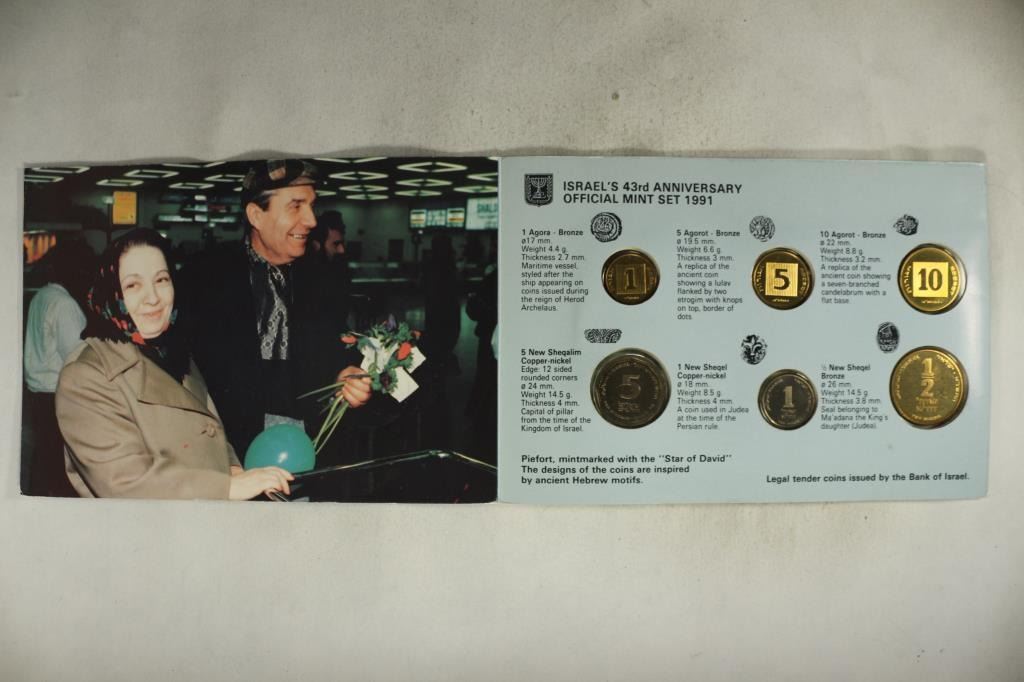 ISRAEL'S 43rd ANNIVERSARY
OFFICIAL MINT SET 1991
1 Agora - Bronze
ø17 mm.
Weight 4.4 g.
Thickness 2.7 mm.
Maritime vessel,
styled after the
ship appearing on
coins issued during
the reign of Herod
Archelaus.
5 Agorot - Bronze
ø 19.5 mm.
Weight 6.6 g.
Thickness 3 mm.
A replica of the
ancient coin
showing a lulav
flanked by two
etrogim with knops
on top, border of
dots.
10 Agorot - Bronze
ø 22 mm.
Weight 8.8 g.
Thickness 3.2 mm.
A replica of the
ancient coin showing
a seven-branched
candelabrum with a
flat base.
1
5
10
5 New Sheqalim
Copper-nickel
Edge: 12 sided
rounded corners
ø 24 mm.
Weight 14.5 g.
Thickness 4 mm.
Capital of pillar
from the time of the
Kingdom of Israel.
1 New Sheqel
Copper-nickel
ø 18 mm.
Weight 8.5 g.
Thickness 4 mm.
A coin used in Judea
at the time of the
Persian rule.
½ New Sheqel
Bronze
ø 26 mm.
Weight 14.5 g
Thickness 3.8 mm.
Seal belonging to
Ma'adana the King's
daughter (Judea).
5
1
1
2
Piefort, mintmarked with the "Star of David"
The designs of the coins are inspired
by ancient Hebrew motifs.
Legal tender coins issued by the Bank of Israel.